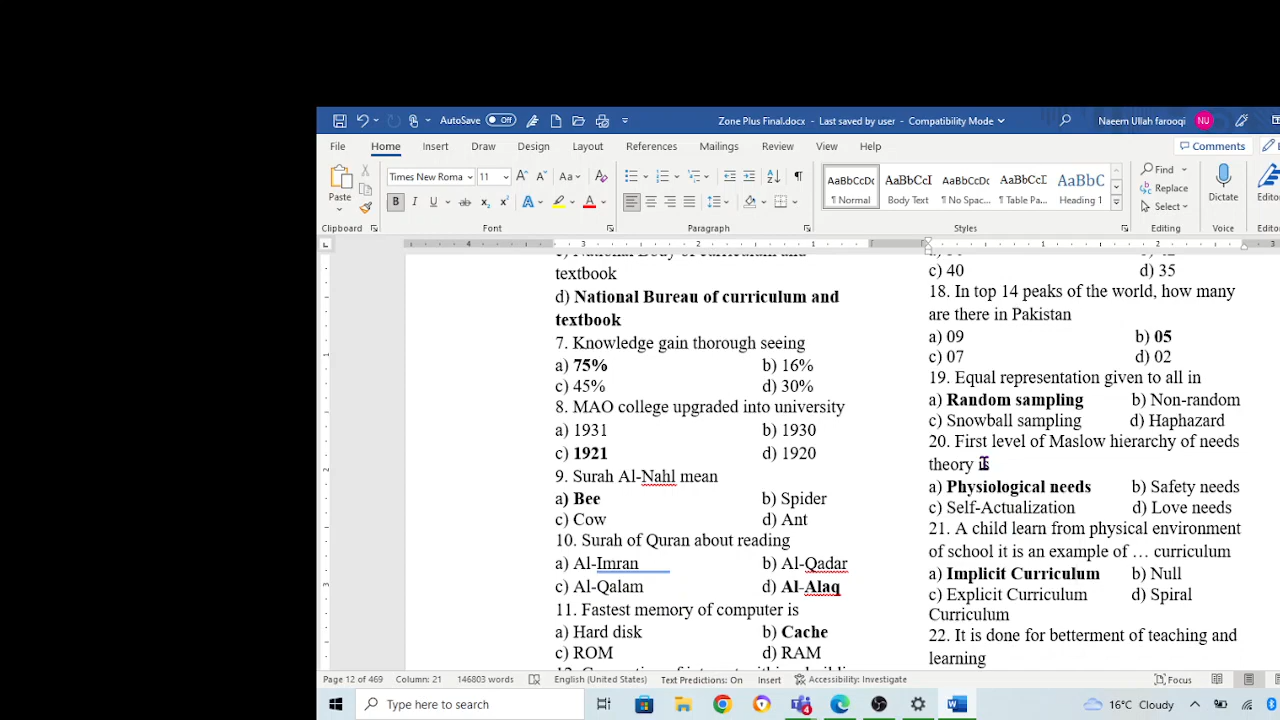 AutoSave Off
Zone Plus Final.docx - Last saved by user - Compatibility Mode
Naeem Ullah farooqi NU
File Home Insert Draw Design Layout References Mailings Review View Help
Comments
Paste
Times New Roma 11
Find
Replace
Select
Dictate
AaBbCcDc AaBbCcI AaBbCcDc AaBbCcI AaBbC
¶ Normal Body Text ¶ No Spac... ¶ Table Pa... Heading 1
Clipboard Font Paragraph Styles Editing Voice
textbook
d) National Bureau of curriculum and
textbook
7. Knowledge gain thorough seeing
a) 75% b) 16%
c) 45% d) 30%
8. MAO college upgraded into university
a) 1931 b) 1930
c) 1921 d) 1920
9. Surah Al-Nahl mean
a) Bee b) Spider
c) Cow d) Ant
10. Surah of Quran about reading
a) Al-Imran b) Al-Qadar
c) Al-Qalam d) Al-Alaq
11. Fastest memory of computer is
a) Hard disk b) Cache
c) ROM d) RAM
c) 40 d) 35
18. In top 14 peaks of the world, how many
are there in Pakistan
a) 09 b) 05
c) 07 d) 02
19. Equal representation given to all in
a) Random sampling b) Non-random
c) Snowball sampling d) Haphazard
20. First level of Maslow hierarchy of needs
theory is
a) Physiological needs b) Safety needs
c) Self-Actualization d) Love needs
21. A child learn from physical environment
of school it is an example of … curriculum
a) Implicit Curriculum b) Null
c) Explicit Curriculum d) Spiral
Curriculum
22. It is done for betterment of teaching and
learning
Page 12 of 469 Column: 21 146803 words English (United States) Text Predictions: On Insert Accessibility: Investigate Focus
Type here to search
16°C Cloudy